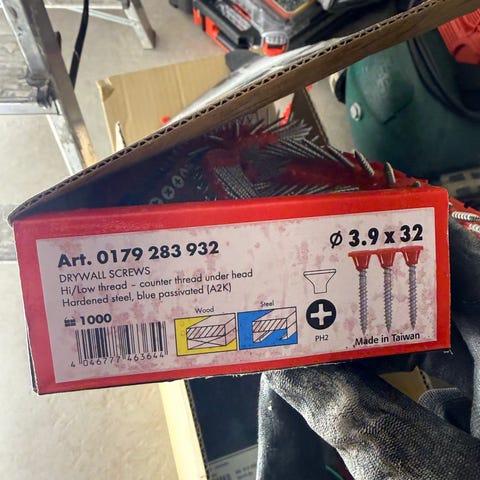 Art. 0179 283 932
DRYWALL SCREWS
Hi/Low thread – counter thread under head
Hardened steel, blue passivated (A2K)
1000
4 046777 463644
Wood
Steel
PH2
Ø 3.9 x 32
Made in Taiwan